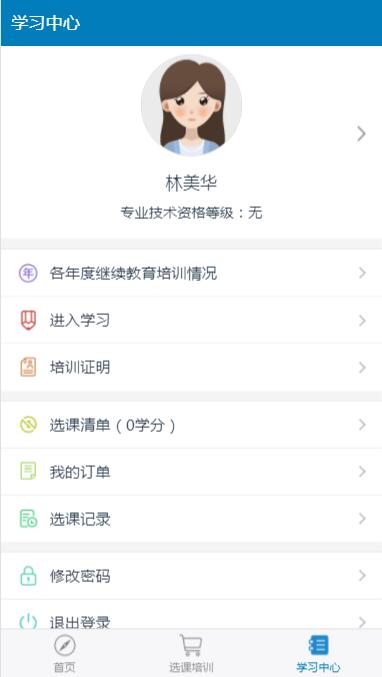 学习中心
林美华
专业技术资格等级：无
年
各年度继续教育培训情况
进入学习
培训证明
选课清单（0学分）
我的订单
选课记录
修改密码
退出登录
首页
选课培训
学习中心